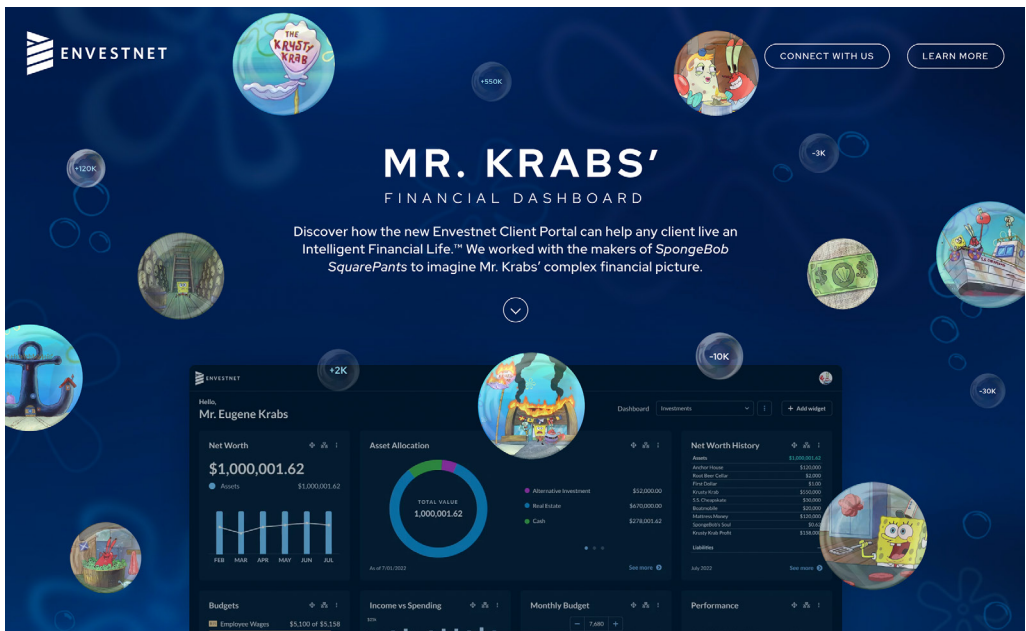 ENVESTNET
THE
KRUSTY
KRAB
CONNECT WITH US
LEARN MORE
+550K
-3K
+120K
MR. KRABS’
FINANCIAL DASHBOARD
Discover how the new Envestnet Client Portal can help any client live an
Intelligent Financial Life.™ We worked with the makers of SpongeBob
SquarePants to imagine Mr. Krabs’ complex financial picture.
+2K
-10K
-30K
ENVESTNET
Hello,
Mr. Eugene Krabs
Dashboard
Investments
+ Add widget
Net Worth
$1,000,001.62
Assets
$1,000,001.62
FEB MAR APR MAY JUN JUL
Asset Allocation
TOTAL VALUE
1,000,001.62
Alternative Investment $52,000.00
Real Estate $670,000.00
Cash $278,001.62
As of 7/01/2022
See more
Net Worth History
Assets $1,000,001.62
Anchor House $120,000
Root Beer Cellar $2,000
First Dollar $1.00
Krusty Krab $550,000
S.S. Cheapskate $30,000
Boatmobile $20,000
Mattress Money $120,000
SpongeBob's Soul $0.62
Krusty Krab Profit $158,000
Liabilities
July 2022
See more
Budgets
Employee Wages $5,100 of $5,158
Income vs Spending
Monthly Budget
− 7,680 +
Performance